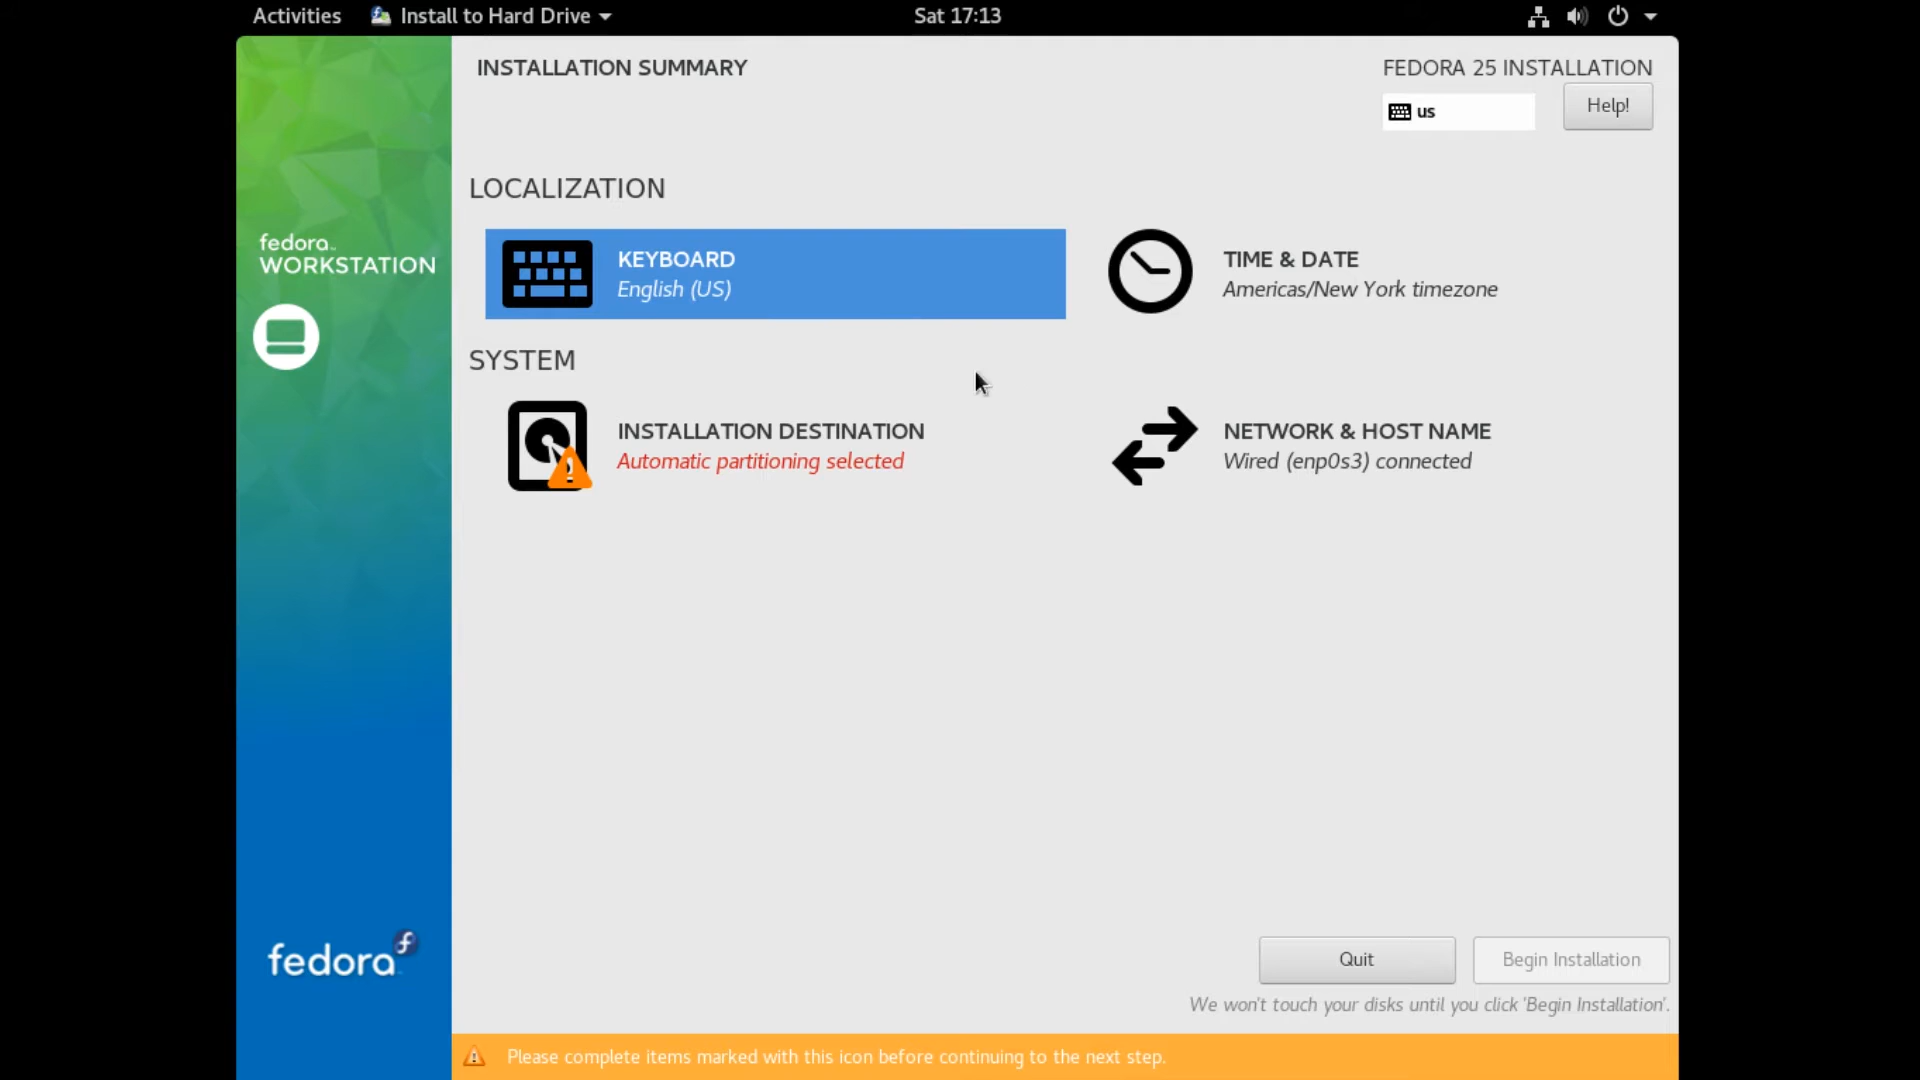 Activities Install to Hard Drive Sat 17:13
INSTALLATION SUMMARY
FEDORA 25 INSTALLATION
us
Help!
fedora
WORKSTATION
LOCALIZATION
KEYBOARD
English (US)
TIME & DATE
Americas/New York timezone
SYSTEM
INSTALLATION DESTINATION
Automatic partitioning selected
NETWORK & HOST NAME
Wired (enp0s3) connected
fedora
Quit
Begin Installation
We won't touch your disks until you click 'Begin Installation'.
Please complete items marked with this icon before continuing to the next step.